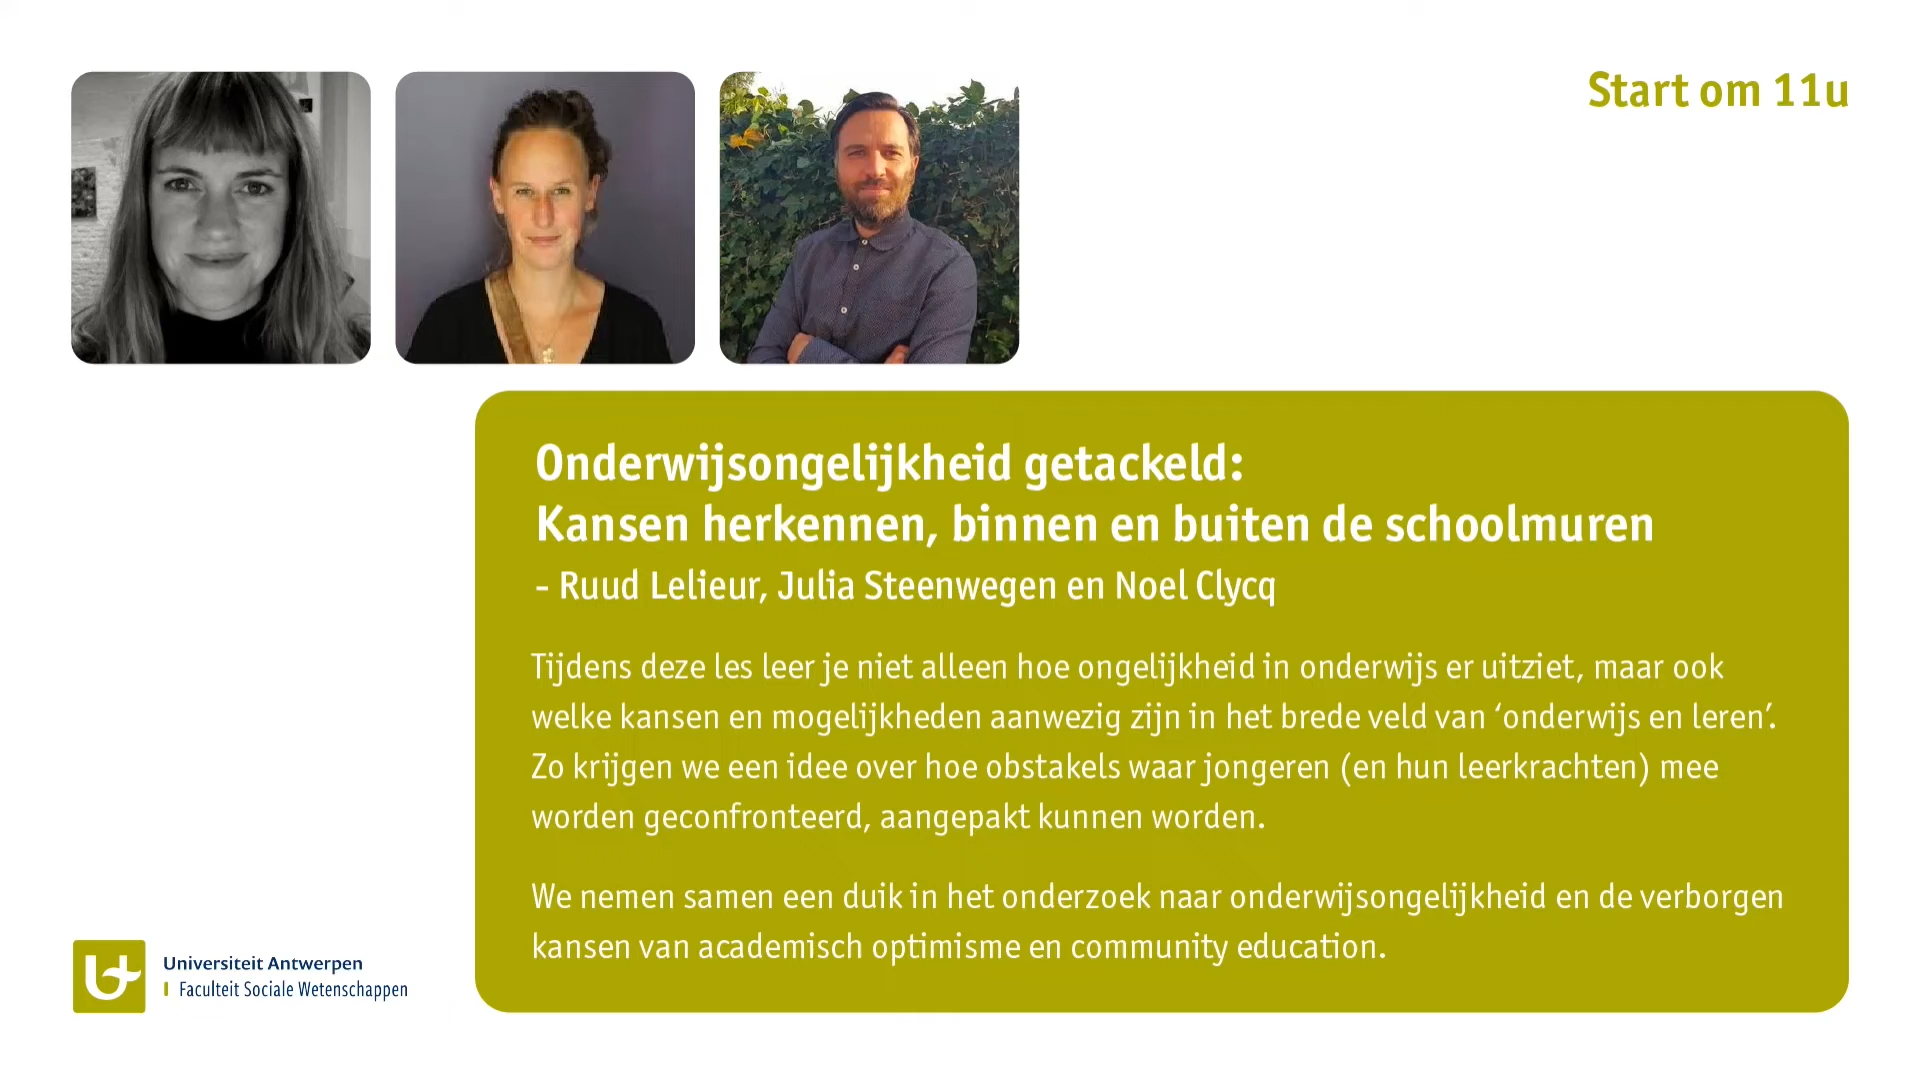 Start om 11u
Onderwijsongelijkheid getackeld:
Kansen herkennen, binnen en buiten de schoolmuren
- Ruud Lelieur, Julia Steenwegen en Noel Clycq
Tijdens deze les leer je niet alleen hoe ongelijkheid in onderwijs er uitziet, maar ook
welke kansen en mogelijkheden aanwezig zijn in het brede veld van ‘onderwijs en leren’.
Zo krijgen we een idee over hoe obstakels waar jongeren (en hun leerkrachten) mee
worden geconfronteerd, aangepakt kunnen worden.
We nemen samen een duik in het onderzoek naar onderwijsongelijkheid en de verborgen
kansen van academisch optimisme en community education.
Universiteit Antwerpen
Faculteit Sociale Wetenschappen